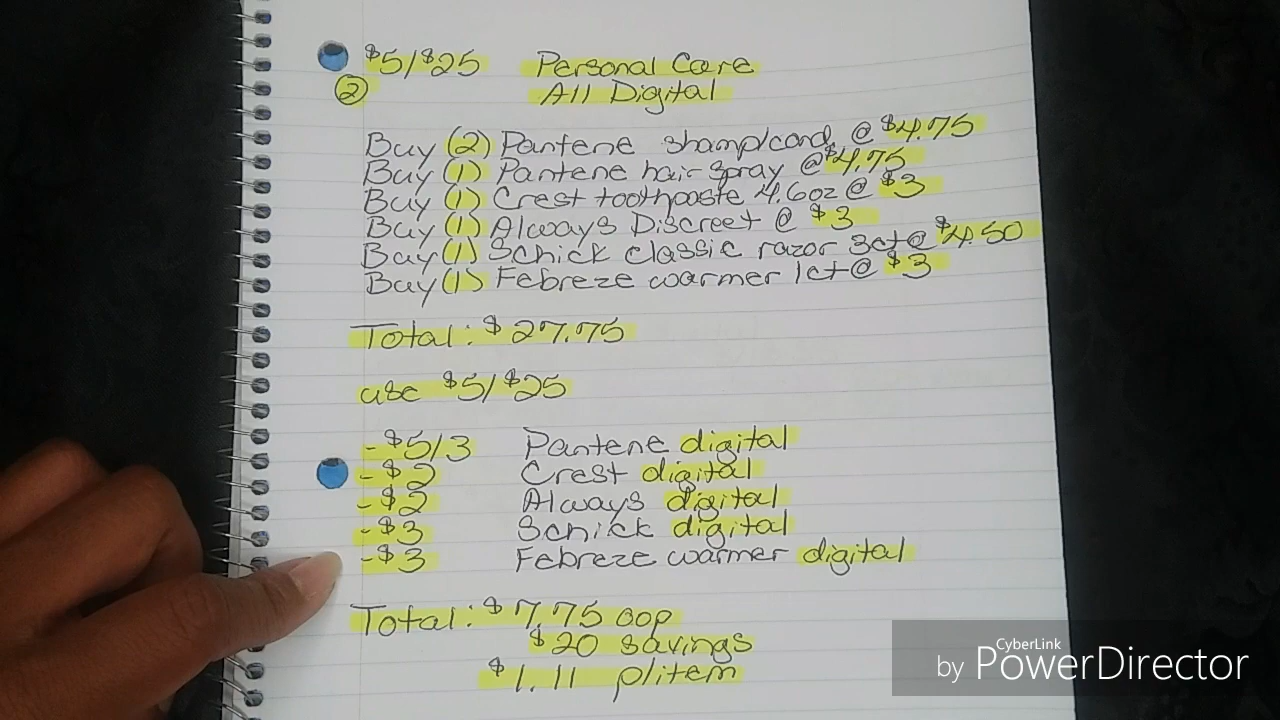 $5/$25 Personal Care
② All Digital
Buy (2) Pantene shamp/cond @ $4.75
Buy (1) Pantene hair spray @ $4.75
Buy (1) Crest toothpaste 4.6oz @ $3
Buy (1) Always Discreet @ $3
Buy (1) Schick classic razor 3ct @ $4.50
Buy (1) Febreze warmer 1ct @ $3
Total: $27.75
use $5/$25
-$5/3 Pantene digital
-$2 Crest digital
-$2 Always digital
-$3 Schick digital
-$3 Febreze warmer digital
Total: $7.75 oop
$20 savings
$1.11 p/item
CyberLink
by PowerDirector